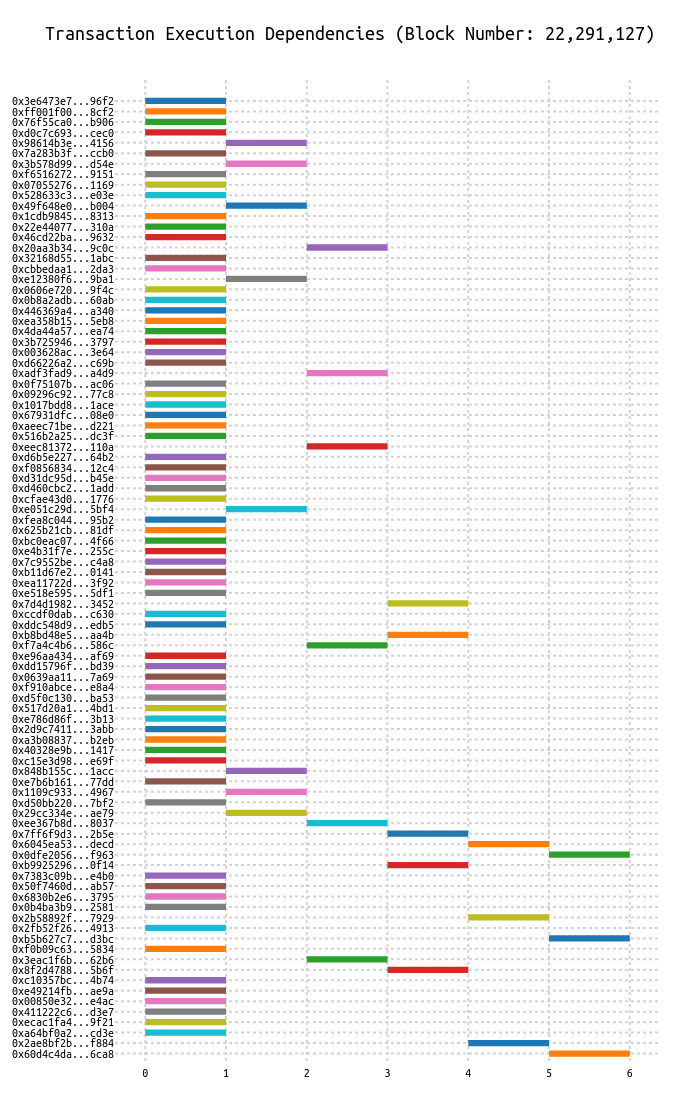 Transaction Execution Dependencies (Block Number: 22,291,127)
0x3e6473e7...96f2
0xff001f00...8cf2
0x76f55ca0...b906
0xd0c7c693...cec0
0x98614b3e...4156
0x7a283b3f...ccb0
0x3b578d99...d54e
0xf6516272...9151
0x07055276...1169
0x528633c3...e03e
0x49f648e0...b004
0x1cdb9845...8313
0x22e44077...310a
0x46cd22ba...9632
0x20aa3b34...9c0c
0x32168d55...1abc
0xcbbedaa1...2da3
0xe12380f6...9ba1
0x0606e720...9f4c
0x0b8a2adb...60ab
0x446369a4...a340
0xea358b15...5eb8
0x4da44a57...ea74
0x3b725946...3797
0x003628ac...3e64
0xd66226a2...c69b
0xadf3fad9...a4d9
0x0f75107b...ac06
0x09296c92...77c8
0x1017bdd8...1ace
0x67931dfc...08e0
0xaeec71be...d221
0x516b2a25...dc3f
0xeec81372...110a
0xd6b5e227...64b2
0xf0856834...12c4
0xd31dc95d...b45e
0xd460cbc2...1add
0xcfae43d0...1776
0xe051c29d...5bf4
0xfea8c044...95b2
0x625b21cb...81df
0xbc0eac07...4f66
0xe4b31f7e...255c
0x7c9552be...c4a8
0xb11d67e2...0141
0xea11722d...3f92
0xe518e595...5df1
0x7d4d1982...3452
0xccdf0dab...c630
0xddc548d9...edb5
0xb8bd48e5...aa4b
0xf7a4c4b6...586c
0xe96aa434...af69
0xdd15796f...bd39
0x0639aa11...7a69
0xf910abce...e8a4
0xd5f0c130...ba53
0x517d20a1...4bd1
0xe786d86f...3b13
0x2d9c7411...3abb
0xa3b08837...b2eb
0x40328e9b...1417
0xc15e3d98...e69f
0x848b155c...1acc
0xe7b6b161...77dd
0x1109c933...4967
0xd50bb220...7bf2
0x29cc334e...ae79
0xee367b8d...8037
0x7ff6f9d3...2b5e
0x6045ea53...decd
0x0dfe2056...f963
0xb9925296...0f14
0x7383c09b...e4b0
0x50f7460d...ab57
0x6830b2e6...3795
0x0b4ba3b9...2581
0x2b58892f...7929
0x2fb52f26...4913
0xb5b627c7...d3bc
0xf0b09c63...5834
0x3eac1f6b...62b6
0x8f2d4788...5b6f
0xc10357bc...4b74
0xe49214fb...ae9a
0x00850e32...e4ac
0x411222c6...d3e7
0xecac1fa4...9f21
0xa64bf0a2...cd3e
0x2ae8bf2b...f884
0x60d4c4da...6ca8
0 1 2 3 4 5 6